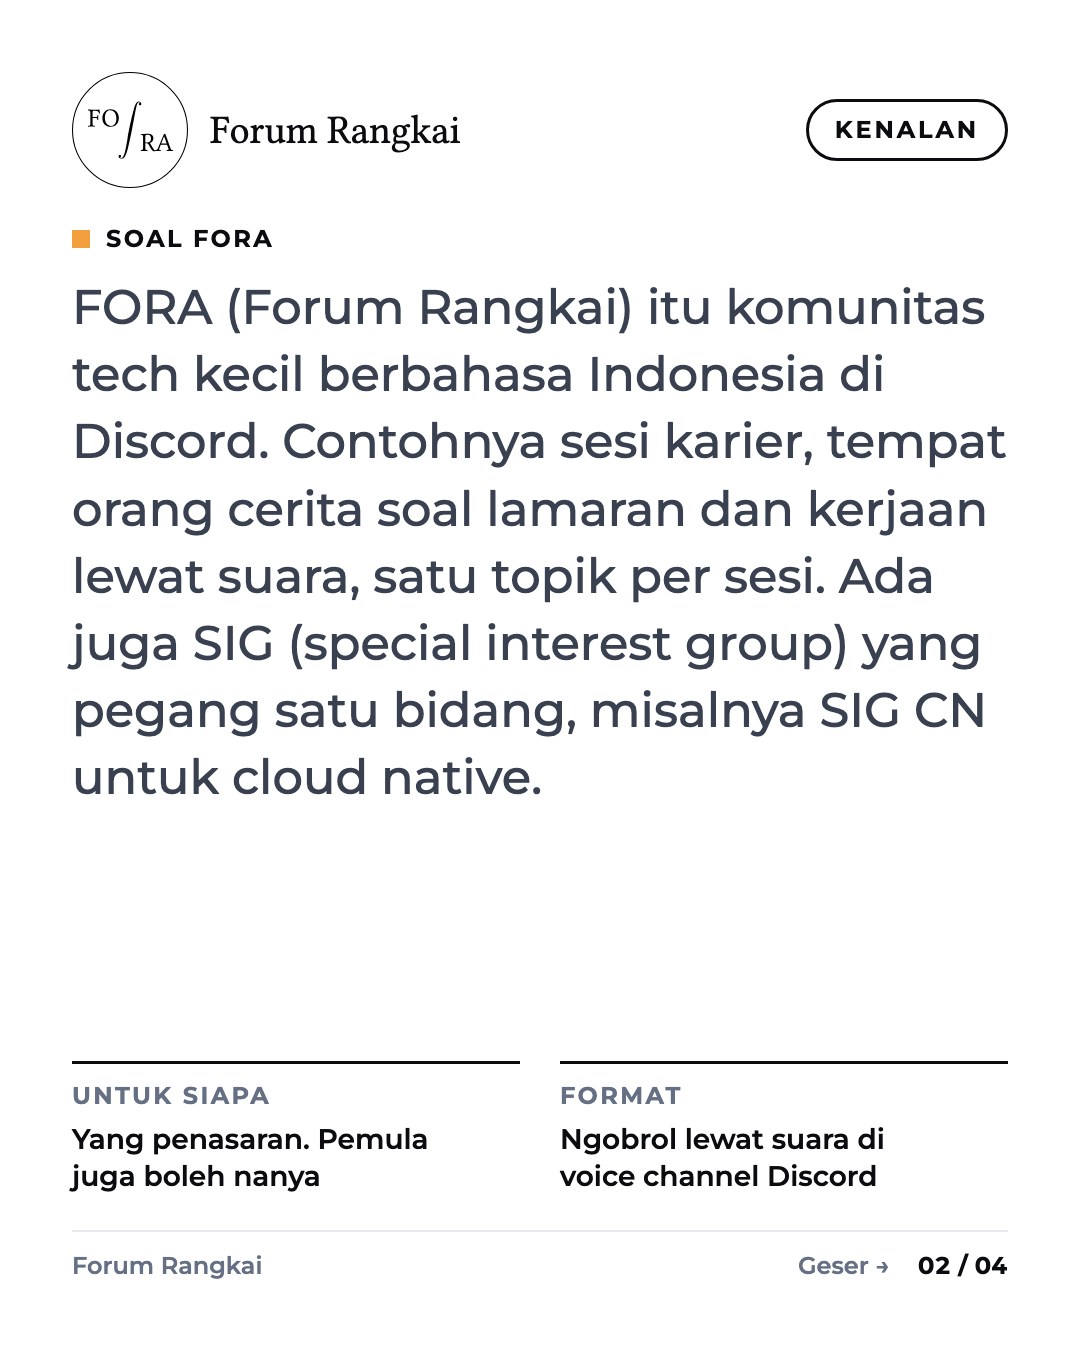 FO
RA
Forum Rangkai
KENALAN
SOAL FORA
FORA (Forum Rangkai) itu komunitas
tech kecil berbahasa Indonesia di
Discord. Contohnya sesi karier, tempat
orang cerita soal lamaran dan kerjaan
lewat suara, satu topik per sesi. Ada
juga SIG (special interest group) yang
pegang satu bidang, misalnya SIG CN
untuk cloud native.
UNTUK SIAPA
Yang penasaran. Pemula
juga boleh nanya
FORMAT
Ngobrol lewat suara di
voice channel Discord
Forum Rangkai
Geser →
02 / 04